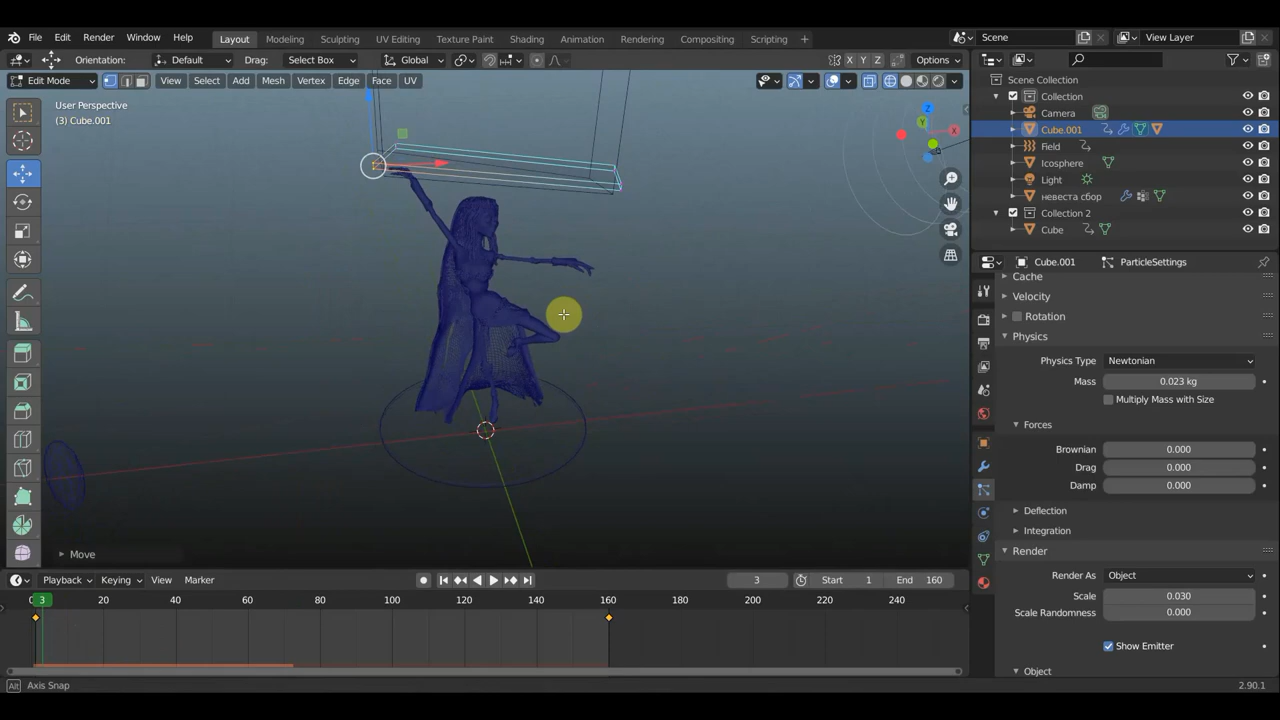 File Edit Render Window Help Layout Modeling Sculpting UV Editing Texture Paint Shading Animation Rendering Compositing Scripting Scene View Layer
Orientation: Default Drag: Select Box Global X Y Z Options
Edit Mode View Select Add Mesh Vertex Edge Face UV
Scene Collection
Collection
Camera
Cube.001
Field
Icosphere
Light
невеста сбор
Collection 2
Cube
User Perspective
(3) Cube.001
Z
Y
X
Cube.001 ParticleSettings
Cache
Velocity
Rotation
Physics
Physics Type Newtonian
Mass 0.023 kg
Multiply Mass with Size
Forces
Brownian 0.000
Drag 0.000
Damp 0.000
Deflection
Integration
Render
Render As Object
Scale 0.030
Scale Randomness 0.000
Show Emitter
Object
Move
Playback Keying View Marker 3 Start 1 End 160
3 20 40 60 80 100 120 140 160 180 200 220 240
Alt Axis Snap 2.90.1